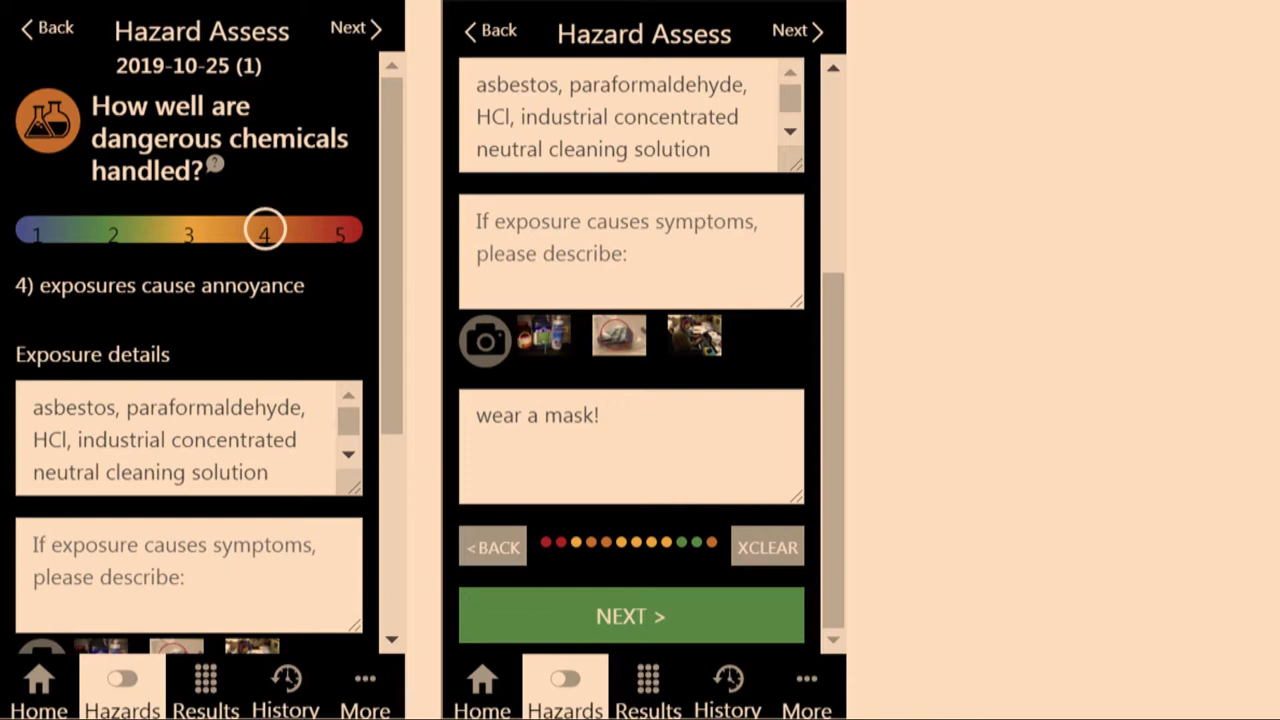 Back
Hazard Assess
Next
2019-10-25 (1)
How well are
dangerous chemicals
handled?
?
1 2 3 4 5
4) exposures cause annoyance
Exposure details
asbestos, paraformaldehyde,
HCl, industrial concentrated
neutral cleaning solution
If exposure causes symptoms,
please describe:
Home Hazards Results History More
Back
Hazard Assess
Next
asbestos, paraformaldehyde,
HCl, industrial concentrated
neutral cleaning solution
If exposure causes symptoms,
please describe:
wear a mask!
<BACK
XCLEAR
NEXT >
Home Hazards Results History More